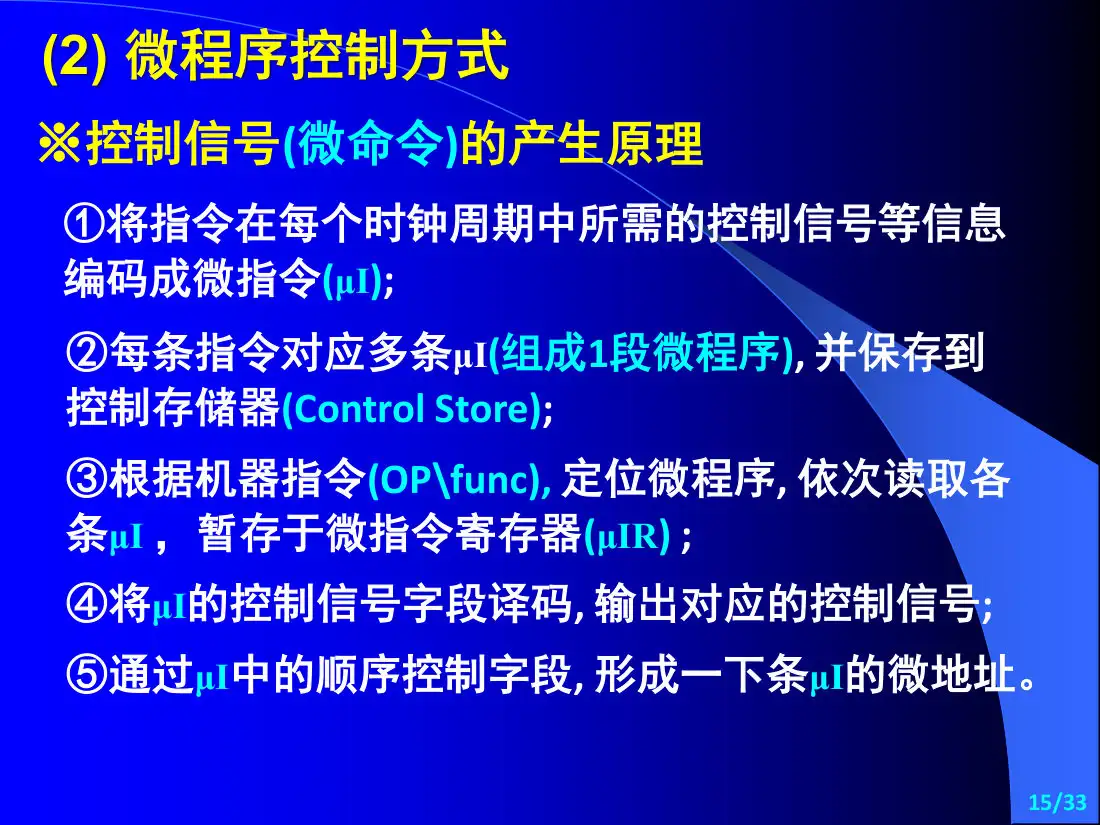 (2) 微程序控制方式
※控制信号(微命令)的产生原理
①将指令在每个时钟周期中所需的控制信号等信息
编码成微指令(μI);
②每条指令对应多条μI(组成1段微程序), 并保存到
控制存储器(Control Store);
③根据机器指令(OP\func), 定位微程序, 依次读取各
条μI ， 暂存于微指令寄存器(μIR) ;
④将μI的控制信号字段译码, 输出对应的控制信号;
⑤通过μI中的顺序控制字段, 形成一下条μI的微地址。
15/33